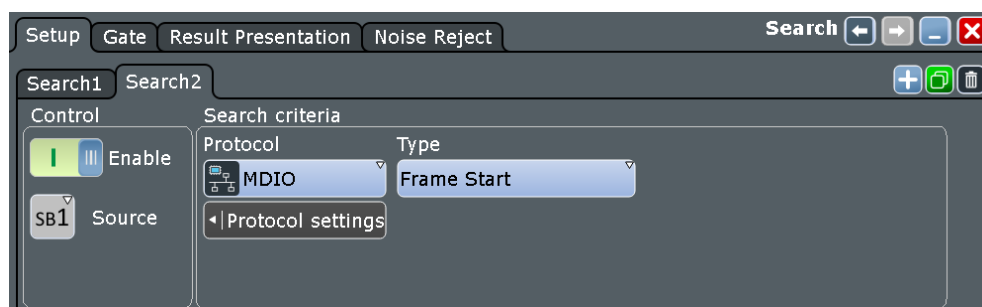 Setup Gate Result Presentation Noise Reject Search
Search1 Search2
Control Search criteria
Protocol Type
Enable MDIO Frame Start
SB1 Source Protocol settings